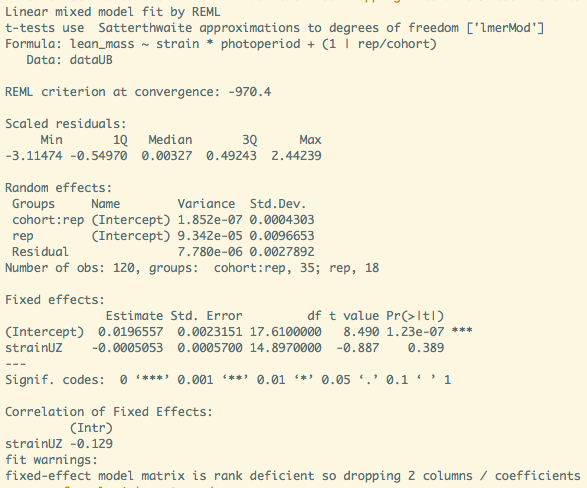 Linear mixed model fit by REML
t-tests use  Satterthwaite approximations to degrees of freedom ['lmerMod']
Formula: lean_mass ~ strain * photoperiod + (1 | rep/cohort)
   Data: dataUB
REML criterion at convergence: -970.4
Scaled residuals:
     Min       1Q   Median       3Q      Max
-3.11474 -0.54970  0.00327  0.49243  2.44239
Random effects:
 Groups     Name        Variance  Std.Dev.
 cohort:rep (Intercept) 1.852e-07 0.0004303
 rep        (Intercept) 9.342e-05 0.0096653
 Residual               7.780e-06 0.0027892
Number of obs: 120, groups:  cohort:rep, 35; rep, 18
Fixed effects:
              Estimate Std. Error         df t value Pr(>|t|)
(Intercept)  0.0196557  0.0023151 17.6100000   8.490 1.23e-07 ***
strainUZ    -0.0005053  0.0005700 14.8970000  -0.887    0.389
---
Signif. codes:  0 ‘***’ 0.001 ‘**’ 0.01 ‘*’ 0.05 ‘.’ 0.1 ‘ ’ 1
Correlation of Fixed Effects:
         (Intr)
strainUZ -0.129
fit warnings:
fixed-effect model matrix is rank deficient so dropping 2 columns / coefficients